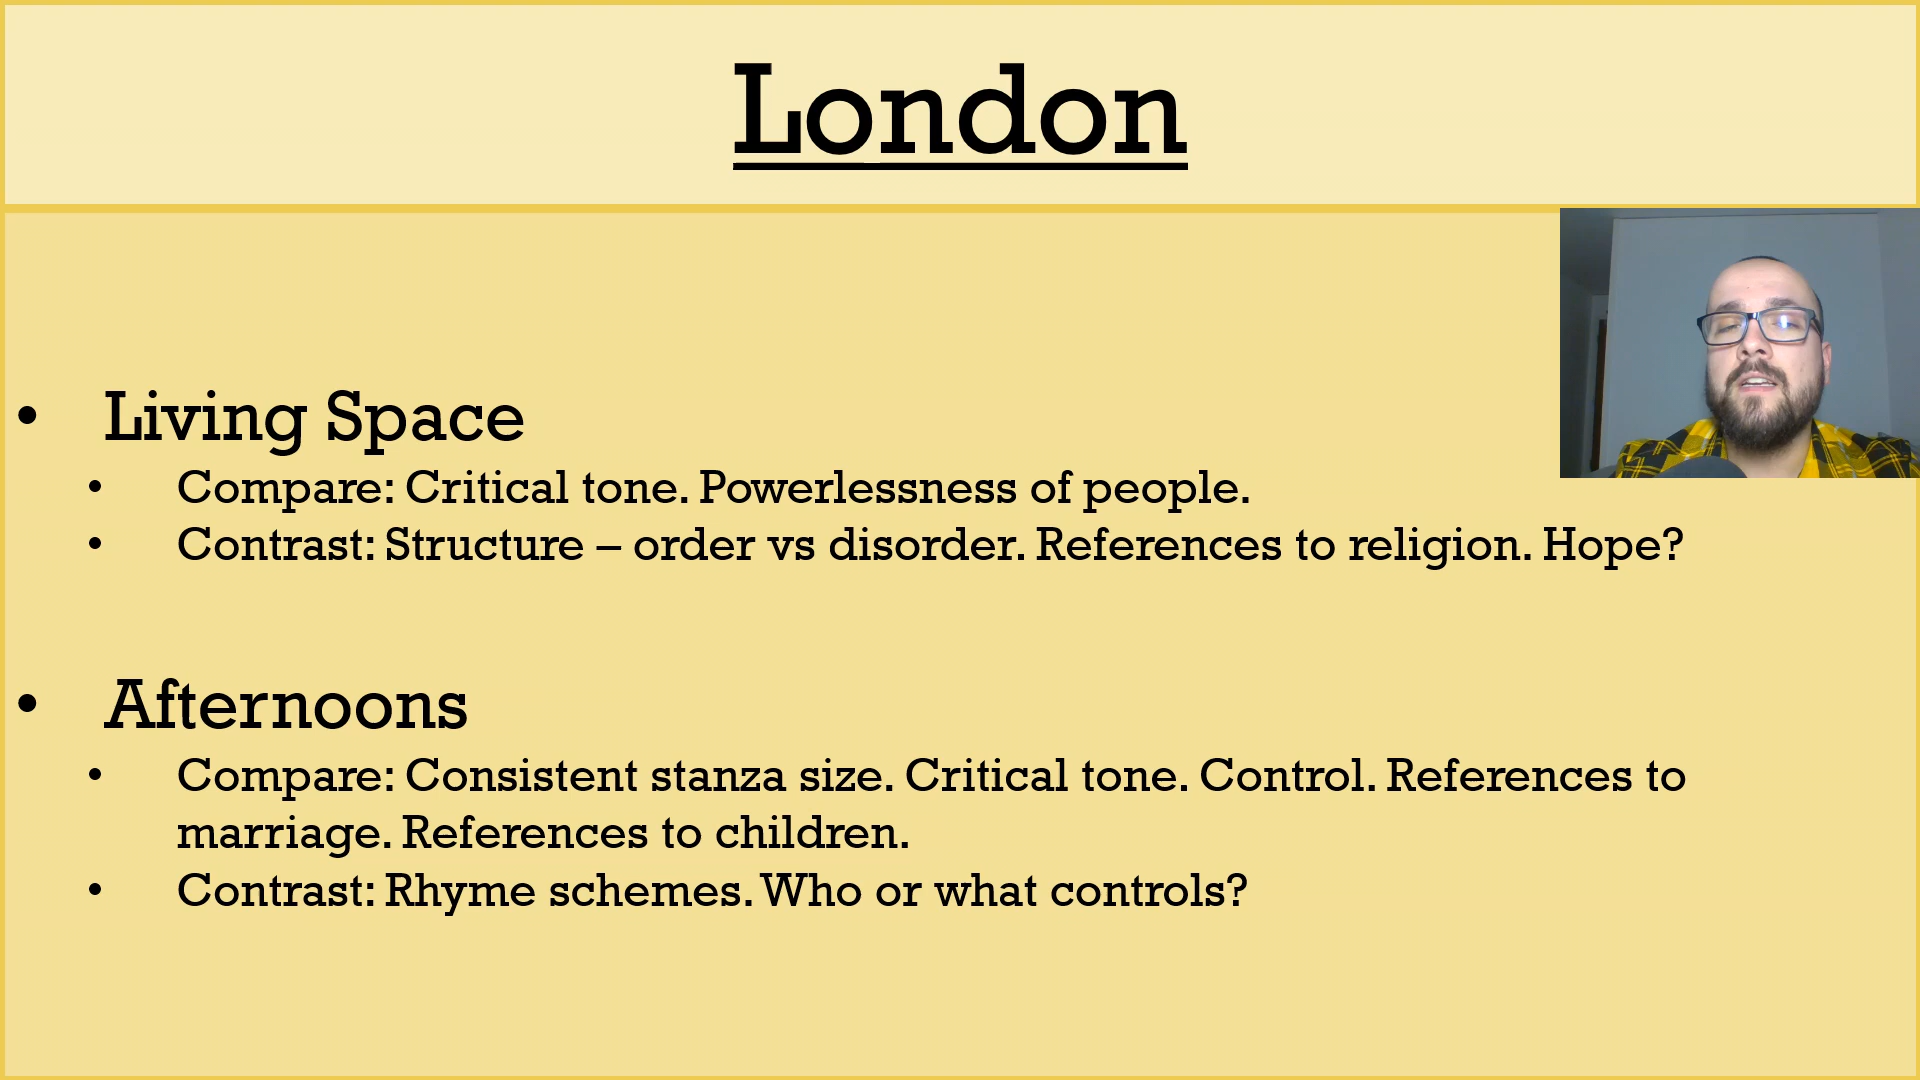 London
• Living Space
• Compare: Critical tone. Powerlessness of people.
• Contrast: Structure – order vs disorder. References to religion. Hope?
• Afternoons
• Compare: Consistent stanza size. Critical tone. Control. References to
marriage. References to children.
• Contrast: Rhyme schemes. Who or what controls?